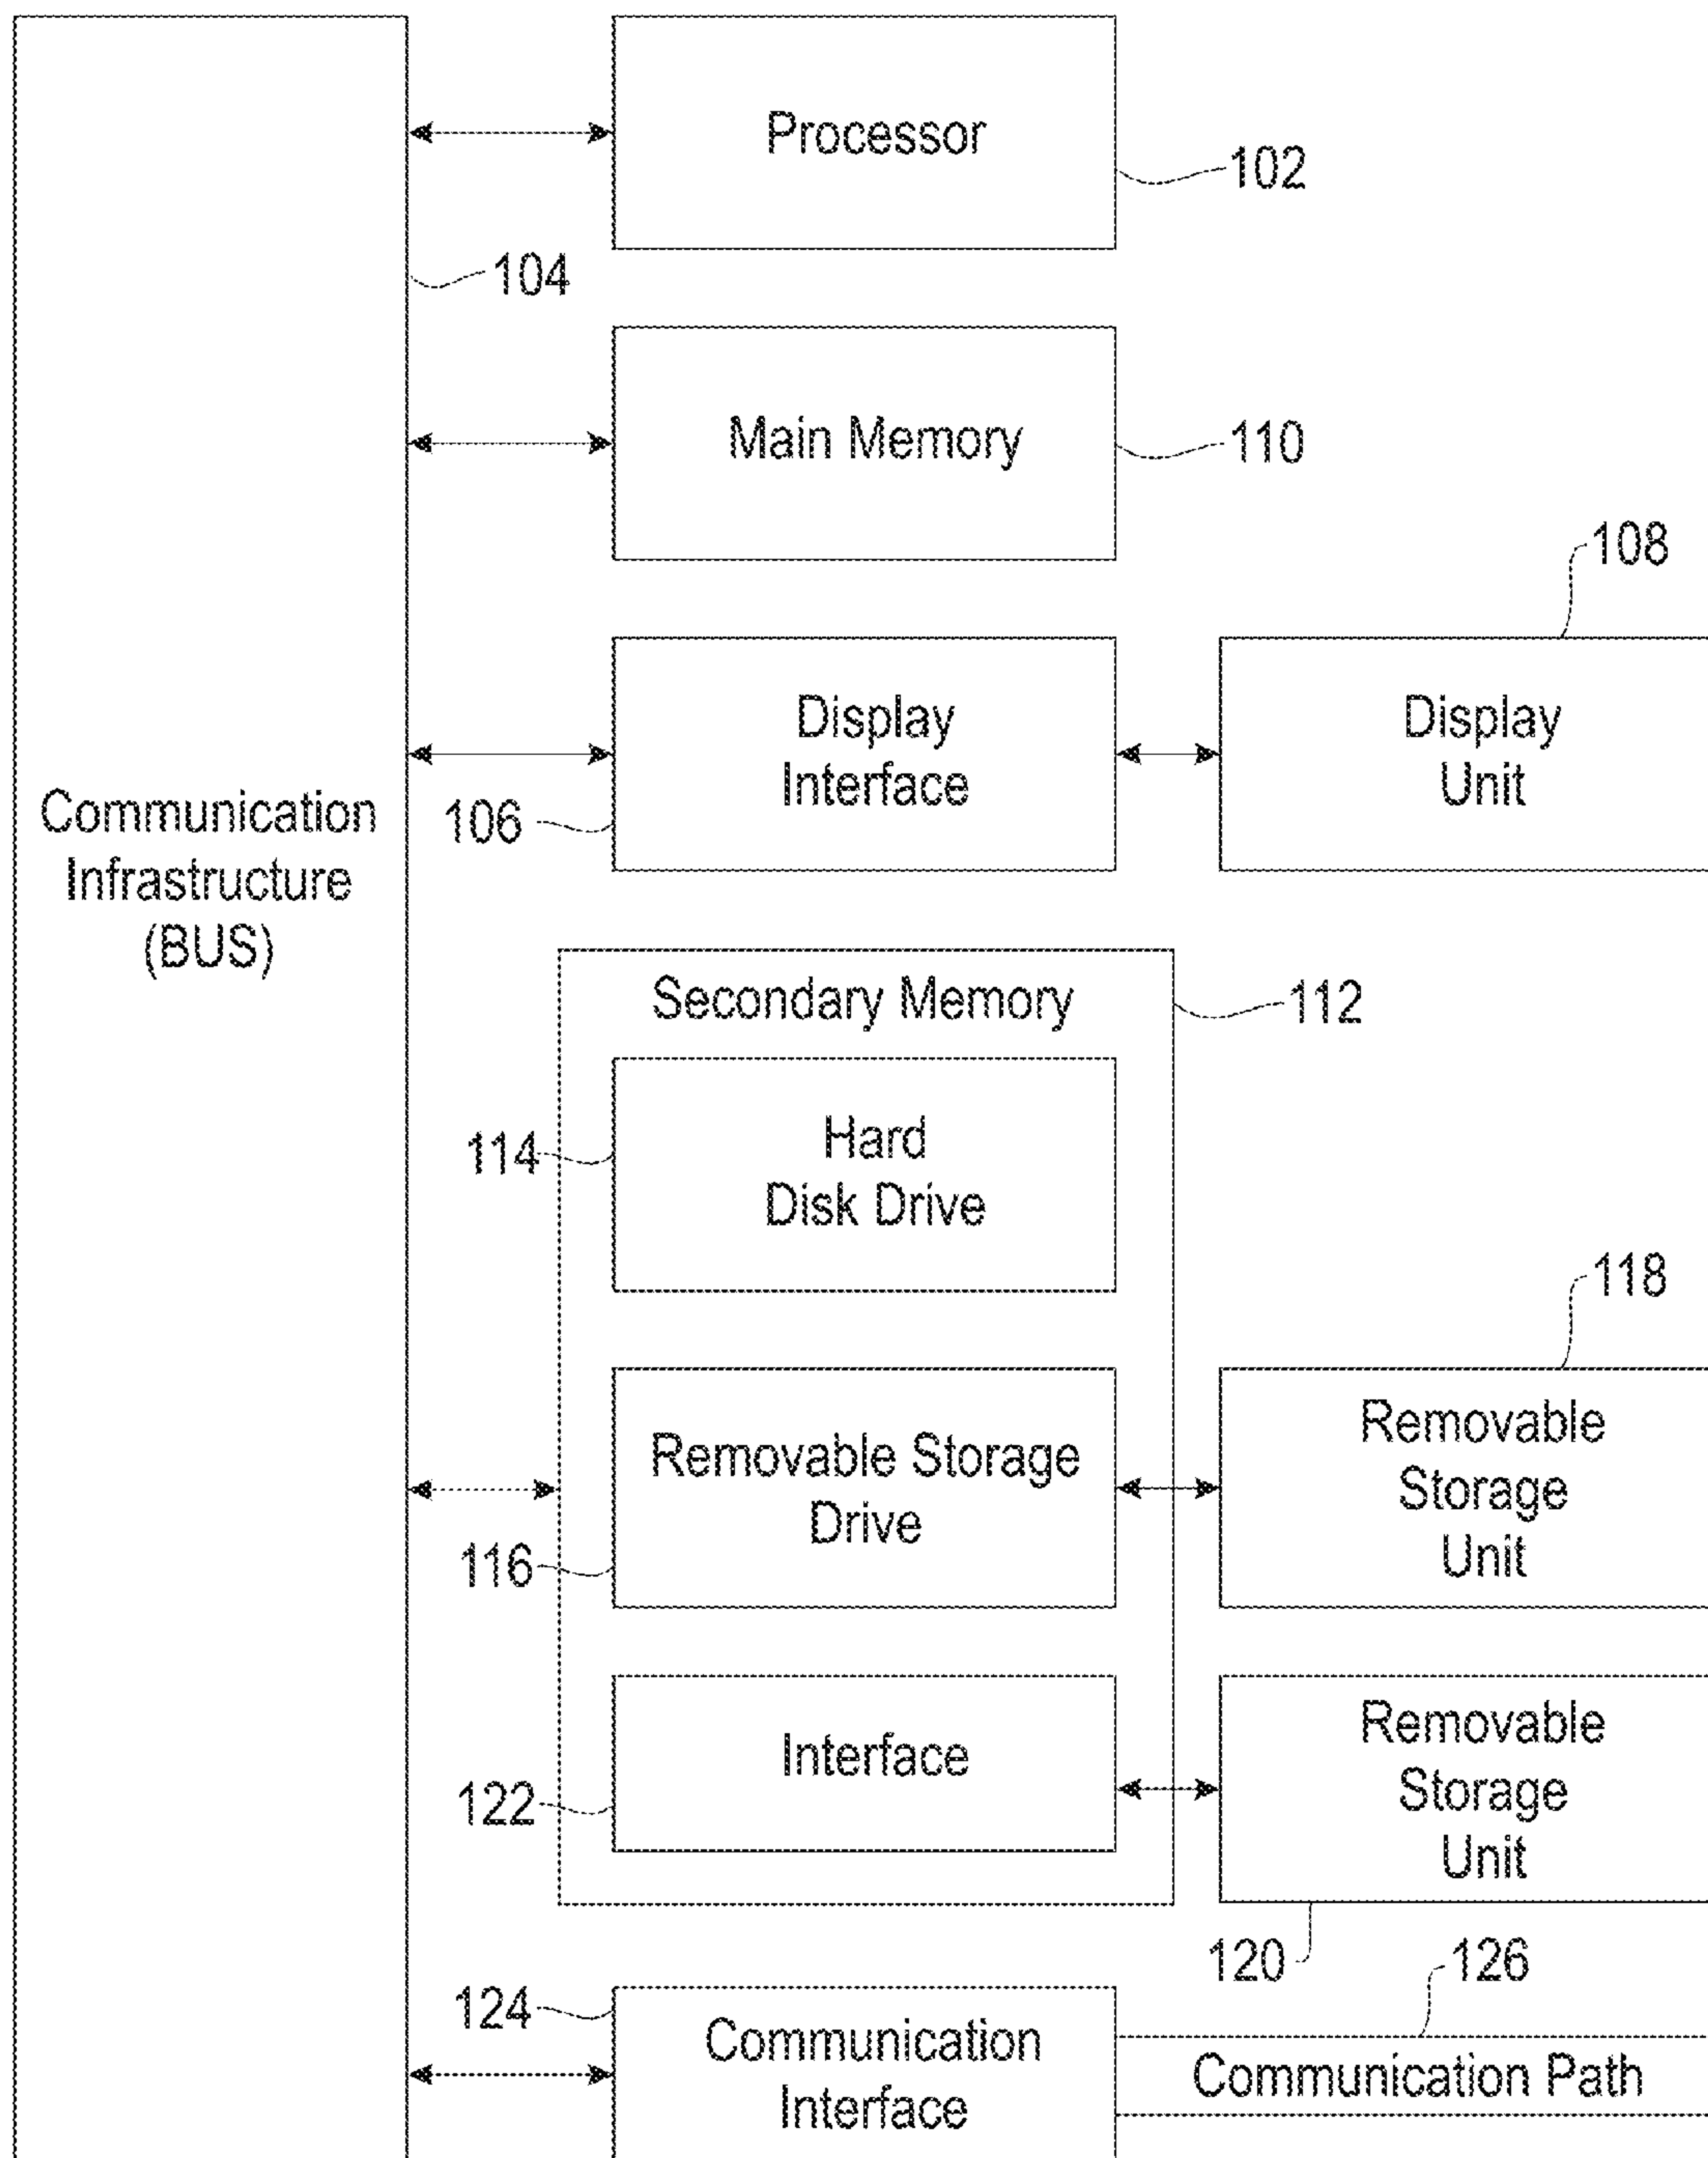 Processor
102
104
Main Memory
110
108
Display
Interface
Display
Unit
106
Communication
Infrastructure
(BUS)
Secondary Memory
112
Hard
Disk Drive
114
118
Removable Storage
Drive
116
Removable
Storage
Unit
Interface
122
Removable
Storage
Unit
120
126
124
Communication
Interface
Communication Path